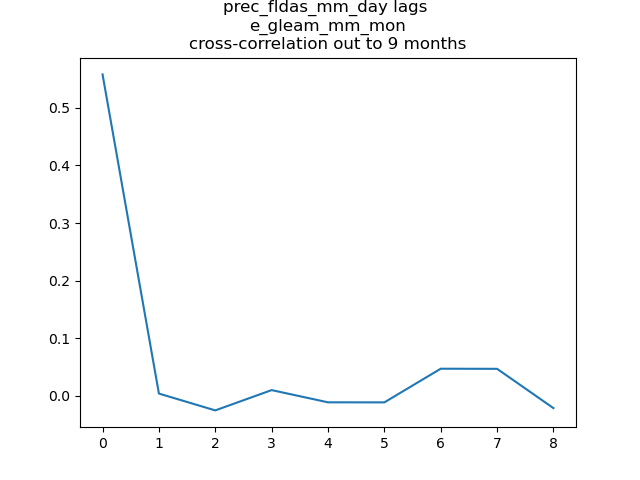 prec_fldas_mm_day lags
e_gleam_mm_mon
cross-correlation out to 9 months
0.5
0.4
0.3
0.2
0.1
0.0
0 1 2 3 4 5 6 7 8